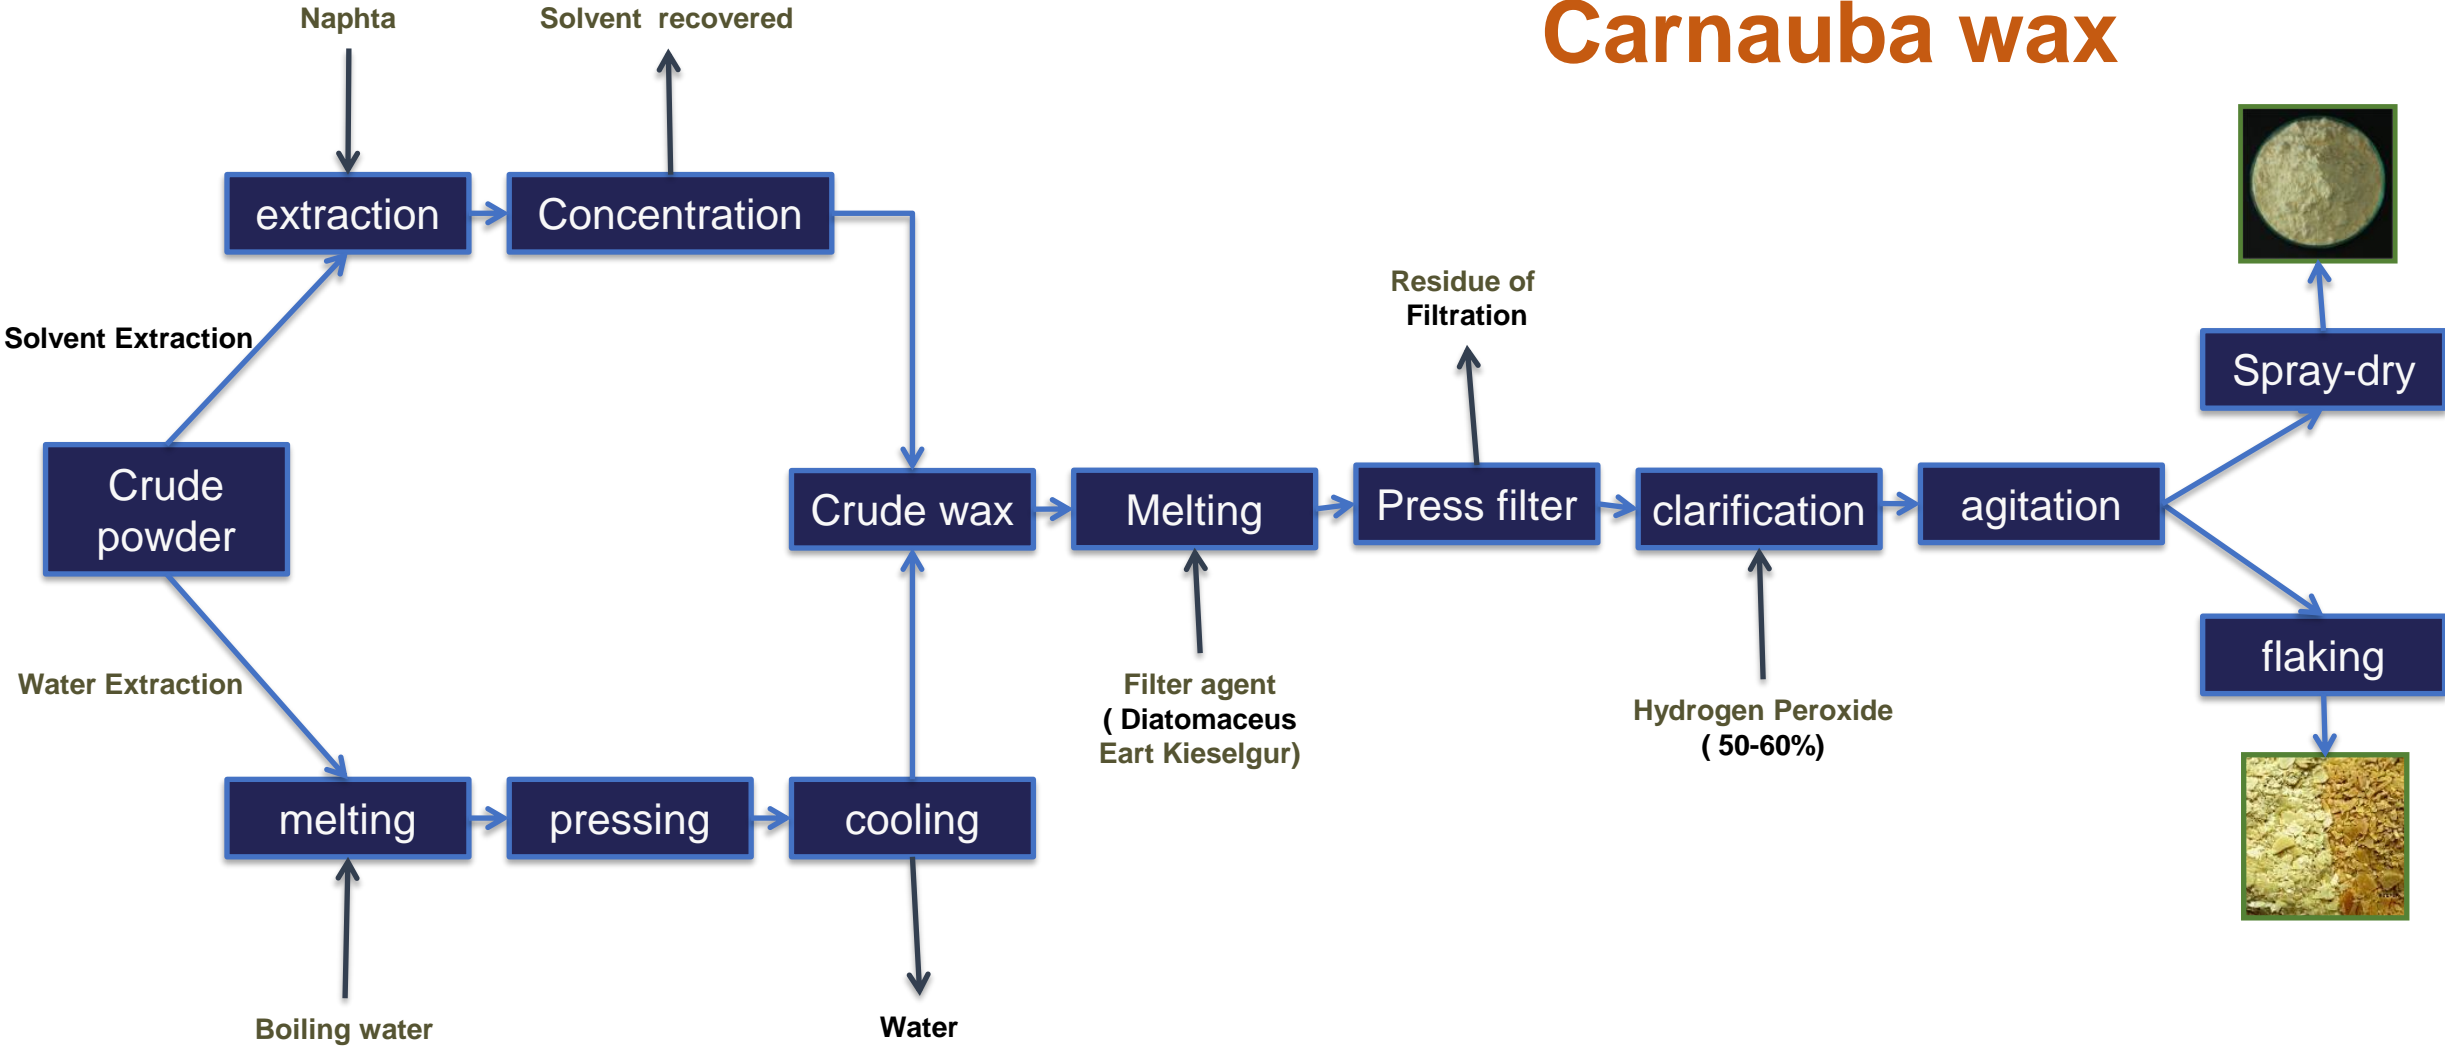 Carnauba wax
Naphta
Solvent recovered
extraction
Concentration
Solvent Extraction
Residue of
Filtration
Spray-dry
Crude
powder
Crude wax
Melting
Press filter
clarification
agitation
Water Extraction
Filter agent
( Diatomaceus
Eart Kieselgur)
Hydrogen Peroxide
( 50-60%)
flaking
melting
pressing
cooling
Boiling water
Water